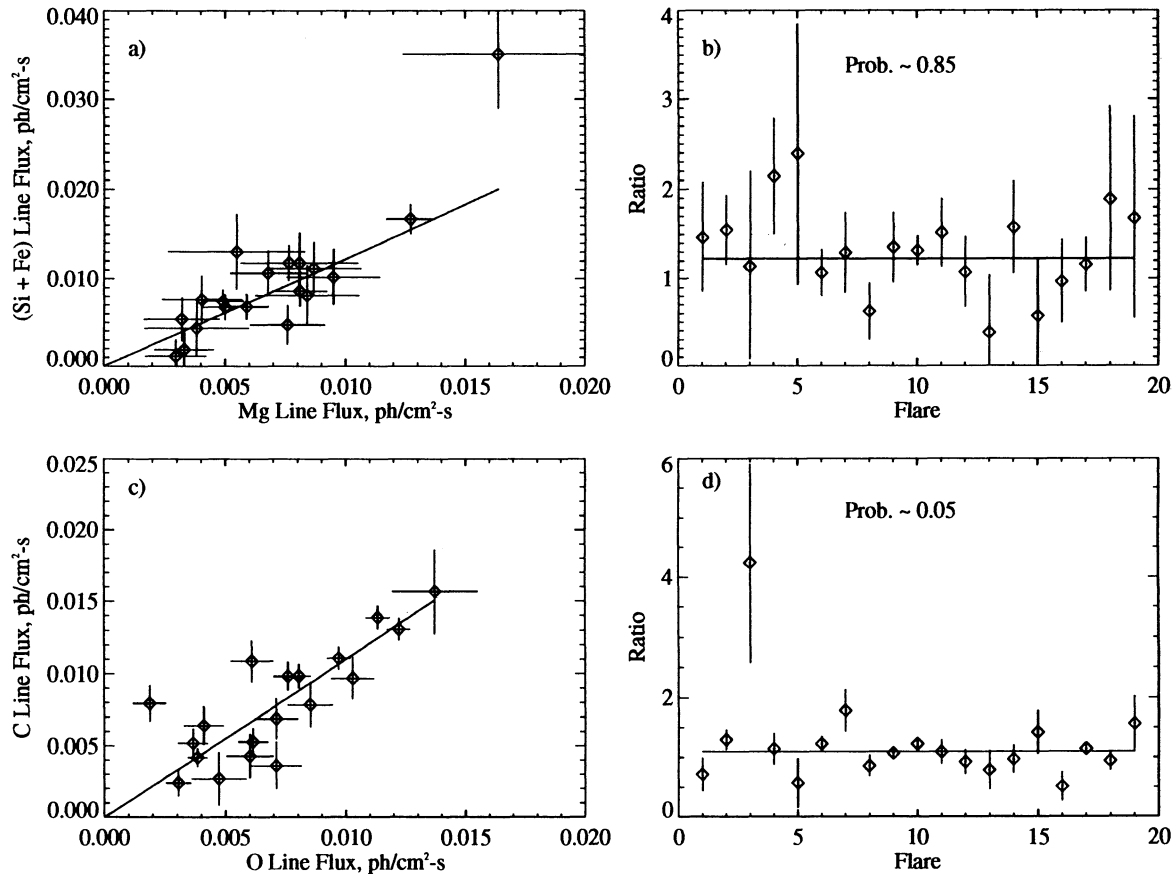 a)
(Si + Fe) Line Flux, ph/cm²-s
0.040
0.030
0.020
0.010
0.000
0.000 0.005 0.010 0.015 0.020
Mg Line Flux, ph/cm²-s
b)
Prob. ~ 0.85
Ratio
4
3
2
1
0
0 5 10 15 20
Flare
c)
C Line Flux, ph/cm²-s
0.025
0.020
0.015
0.010
0.005
0.000
0.000 0.005 0.010 0.015 0.020
O Line Flux, ph/cm²-s
d)
Prob. ~ 0.05
Ratio
6
4
2
0
0 5 10 15 20
Flare